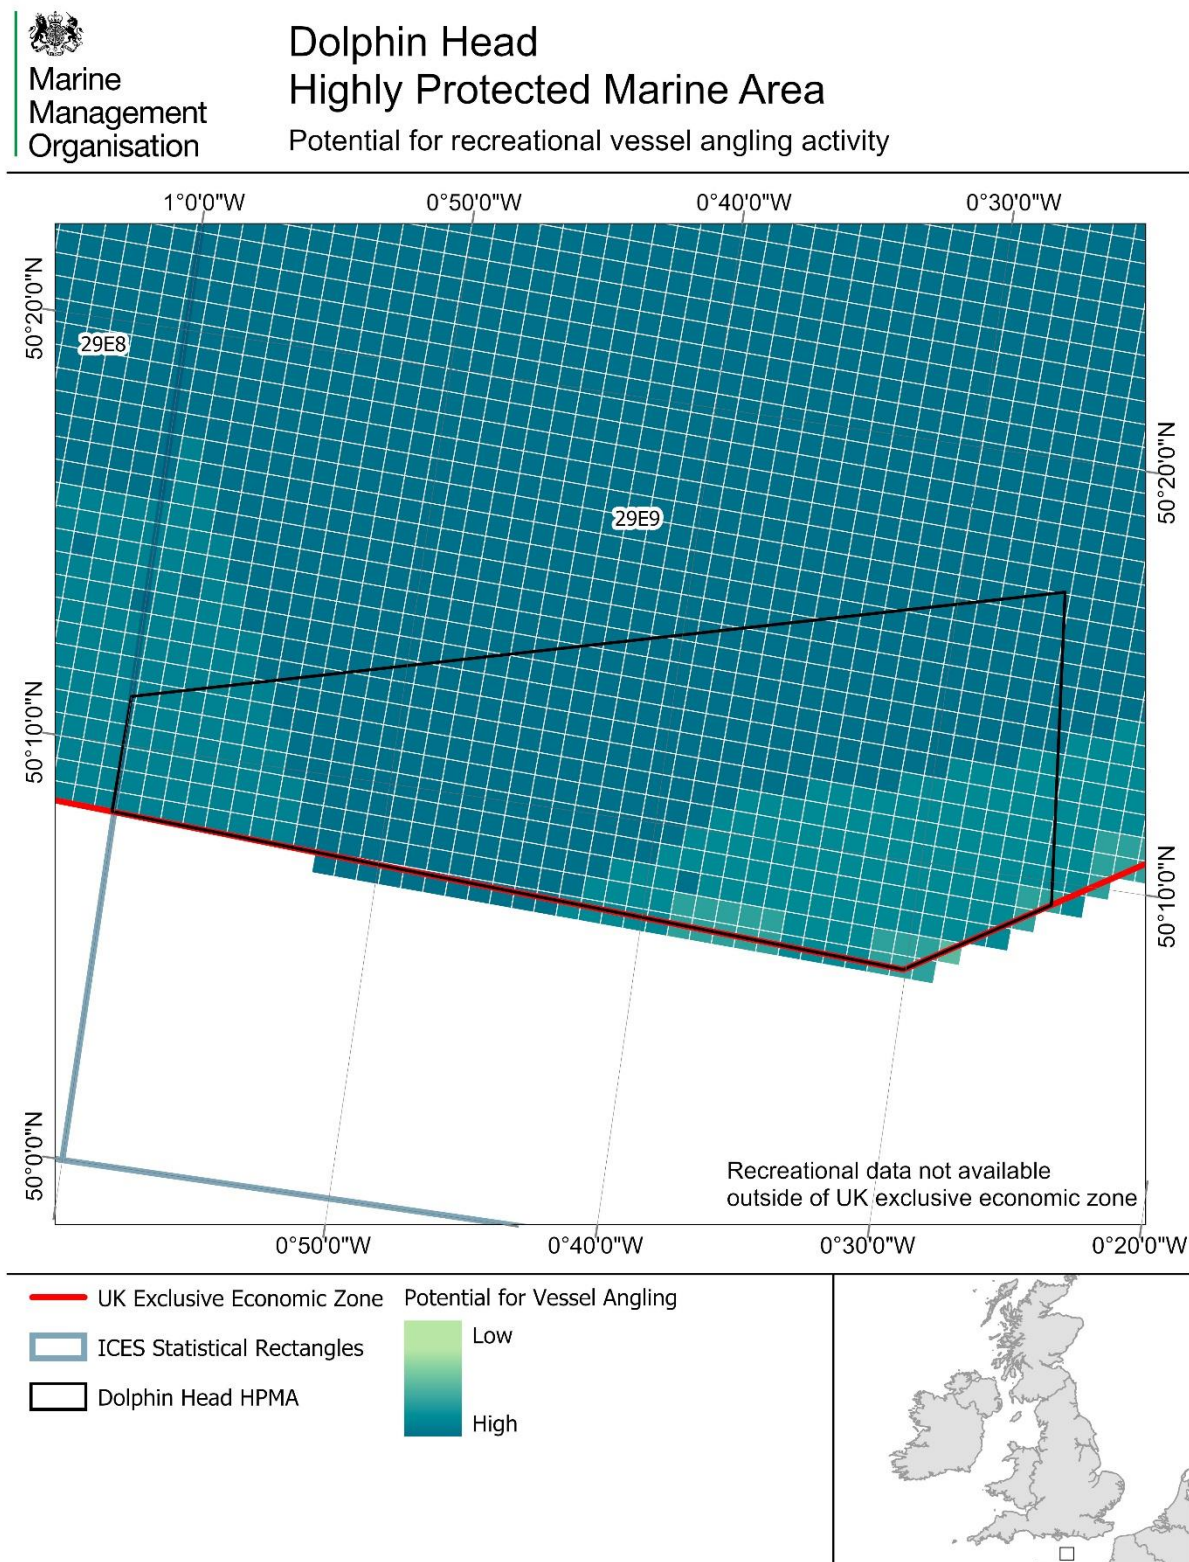 Marine
Management
Organisation
Dolphin Head
Highly Protected Marine Area
Potential for recreational vessel angling activity
1°0'0"W
0°50'0"W
0°40'0"W
0°30'0"W
50°20'0"N
29E8
50°20'0"N
29E9
50°10'0"N
50°10'0"N
50°0'0"N
Recreational data not available
outside of UK exclusive economic zone
0°50'0"W
0°40'0"W
0°30'0"W
0°20'0"W
UK Exclusive Economic Zone
ICES Statistical Rectangles
Dolphin Head HPMA
Potential for Vessel Angling
Low
High